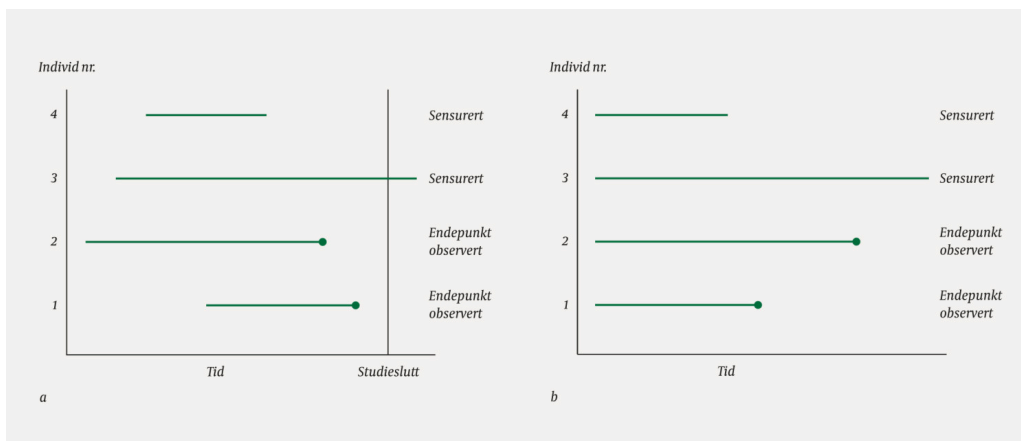 Individ nr.
4
Sensurert
3
Sensurert
2
Endepunkt
observert
1
Endepunkt
observert
Tid
Studieslutt
a
Individ nr.
4
Sensurert
3
Sensurert
2
Endepunkt
observert
1
Endepunkt
observert
Tid
b